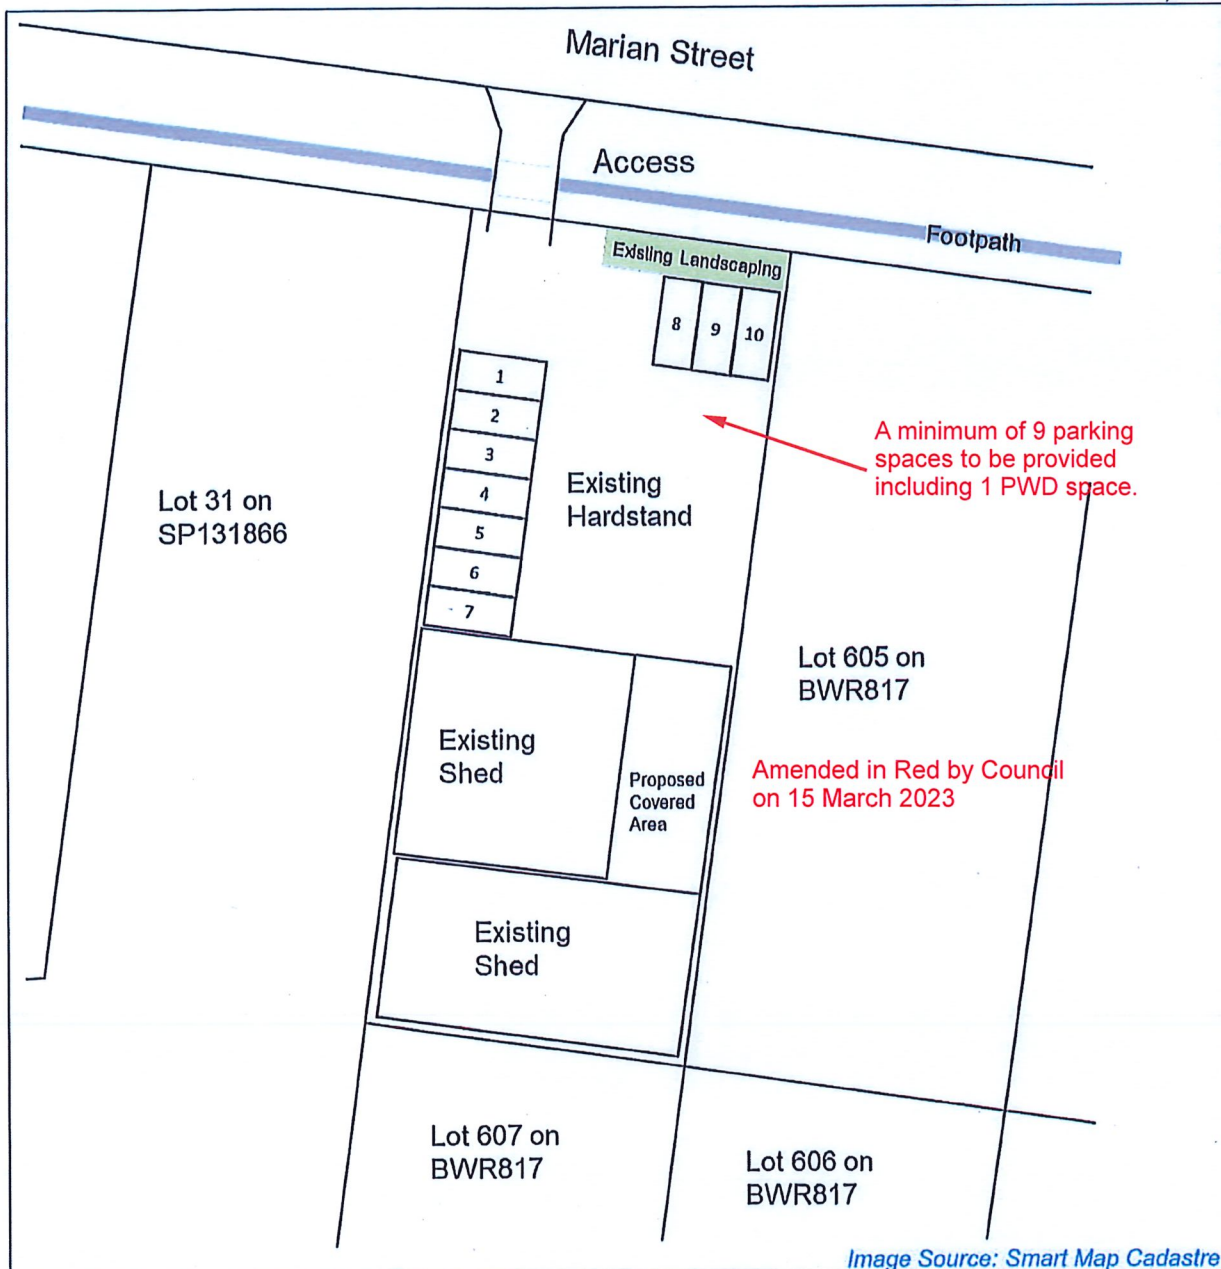 Marian Street
Access
Footpath
Existing Landscaping
8
9
10
1
2
3
4
5
6
7
A minimum of 9 parking
spaces to be provided
including 1 PWD space.
Existing
Hardstand
Lot 31 on
SP131866
Lot 605 on
BWR817
Existing
Shed
Proposed
Covered
Area
Amended in Red by Council
on 15 March 2023
Existing
Shed
Lot 607 on
BWR817
Lot 606 on
BWR817
Image Source: Smart Map Cadastre